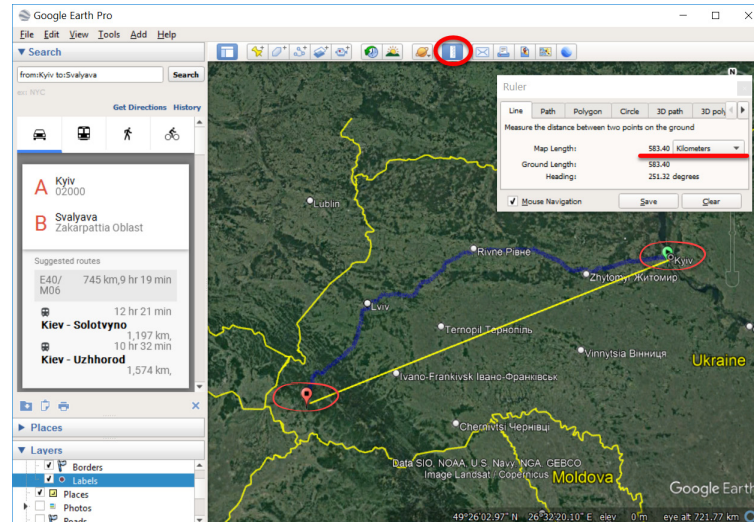 Google Earth Pro
File Edit View Tools Add Help
Search
from:Kyiv to:Svalyava
Search
ex: NYC
Get Directions History
A Kyiv
02000
B Svalyava
Zakarpattia Oblast
Suggested routes
E40/ 745 km,9 hr 19 min
M06
12 hr 21 min
Kiev - Solotvyno
1,197 km,
10 hr 32 min
Kiev - Uzhhorod
1,574 km,
Places
Layers
Borders
Labels
Places
Photos
Roads
N
Ruler
Line Path Polygon Circle 3D path 3D poly
Measure the distance between two points on the ground
Map Length: 583.40 Kilometers
Ground Length: 583.40
Heading: 251.32 degrees
Mouse Navigation Save Clear
Lublin
Rivne Рівне
Kyiv
Zhytomyr Житомир
Lviv
Ternopil Тернопіль
Vinnytsia Вінниця
Ukraine
Ivano-Frankivsk Івано-Франківськ
Chernivtsi Чернівці
Data SIO, NOAA, U.S. Navy, NGA, GEBCO
Image Landsat / Copernicus
Moldova
Google Earth
49°26'02.97" N 26°32'20.10" E elev 0 m eye alt 721.77 km